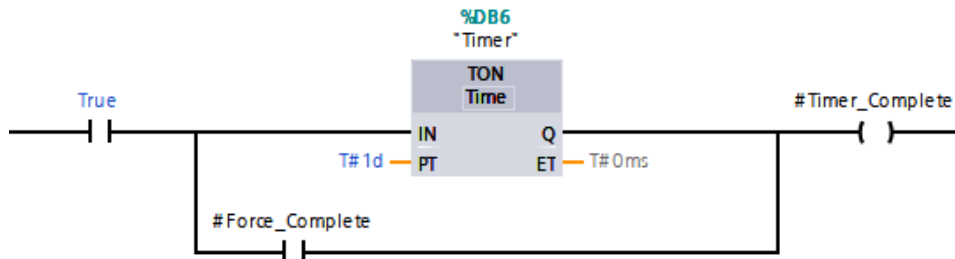 %DB6
"Timer"
TON
Time
True
#Timer_Complete
IN
Q
T#1d
PT
ET
T#0ms
#Force_Complete